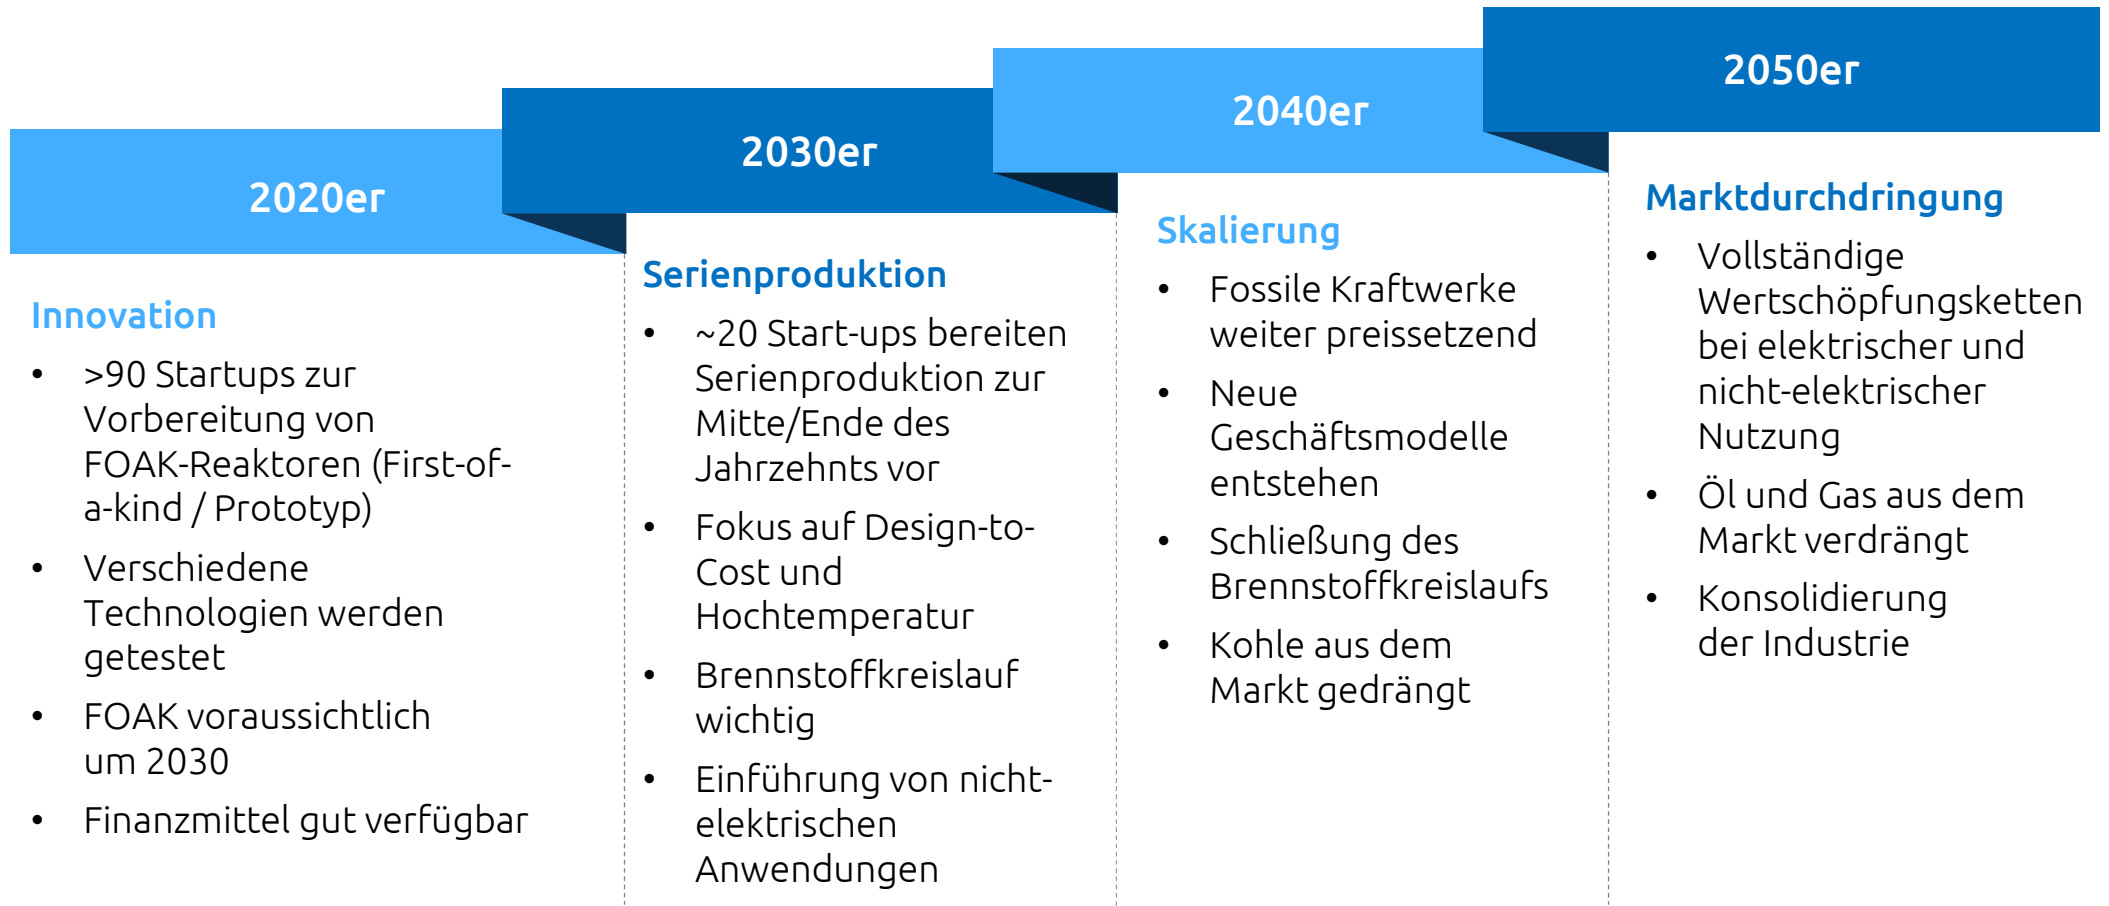 2020er
Innovation
• >90 Startups zur
Vorbereitung von
FOAK-Reaktoren (First-of-
a-kind / Prototyp)
• Verschiedene
Technologien werden
getestet
• FOAK voraussichtlich
um 2030
• Finanzmittel gut verfügbar
2030er
Serienproduktion
• ~20 Start-ups bereiten
Serienproduktion zur
Mitte/Ende des
Jahrzehnts vor
• Fokus auf Design-to-
Cost und
Hochtemperatur
• Brennstoffkreislauf
wichtig
• Einführung von nicht-
elektrischen
Anwendungen
2040er
Skalierung
• Fossile Kraftwerke
weiter preissetzend
• Neue
Geschäftsmodelle
entstehen
• Schließung des
Brennstoffkreislaufs
• Kohle aus dem
Markt gedrängt
2050er
Marktdurchdringung
• Vollständige
Wertschöpfungsketten
bei elektrischer und
nicht-elektrischer
Nutzung
• Öl und Gas aus dem
Markt verdrängt
• Konsolidierung
der Industrie